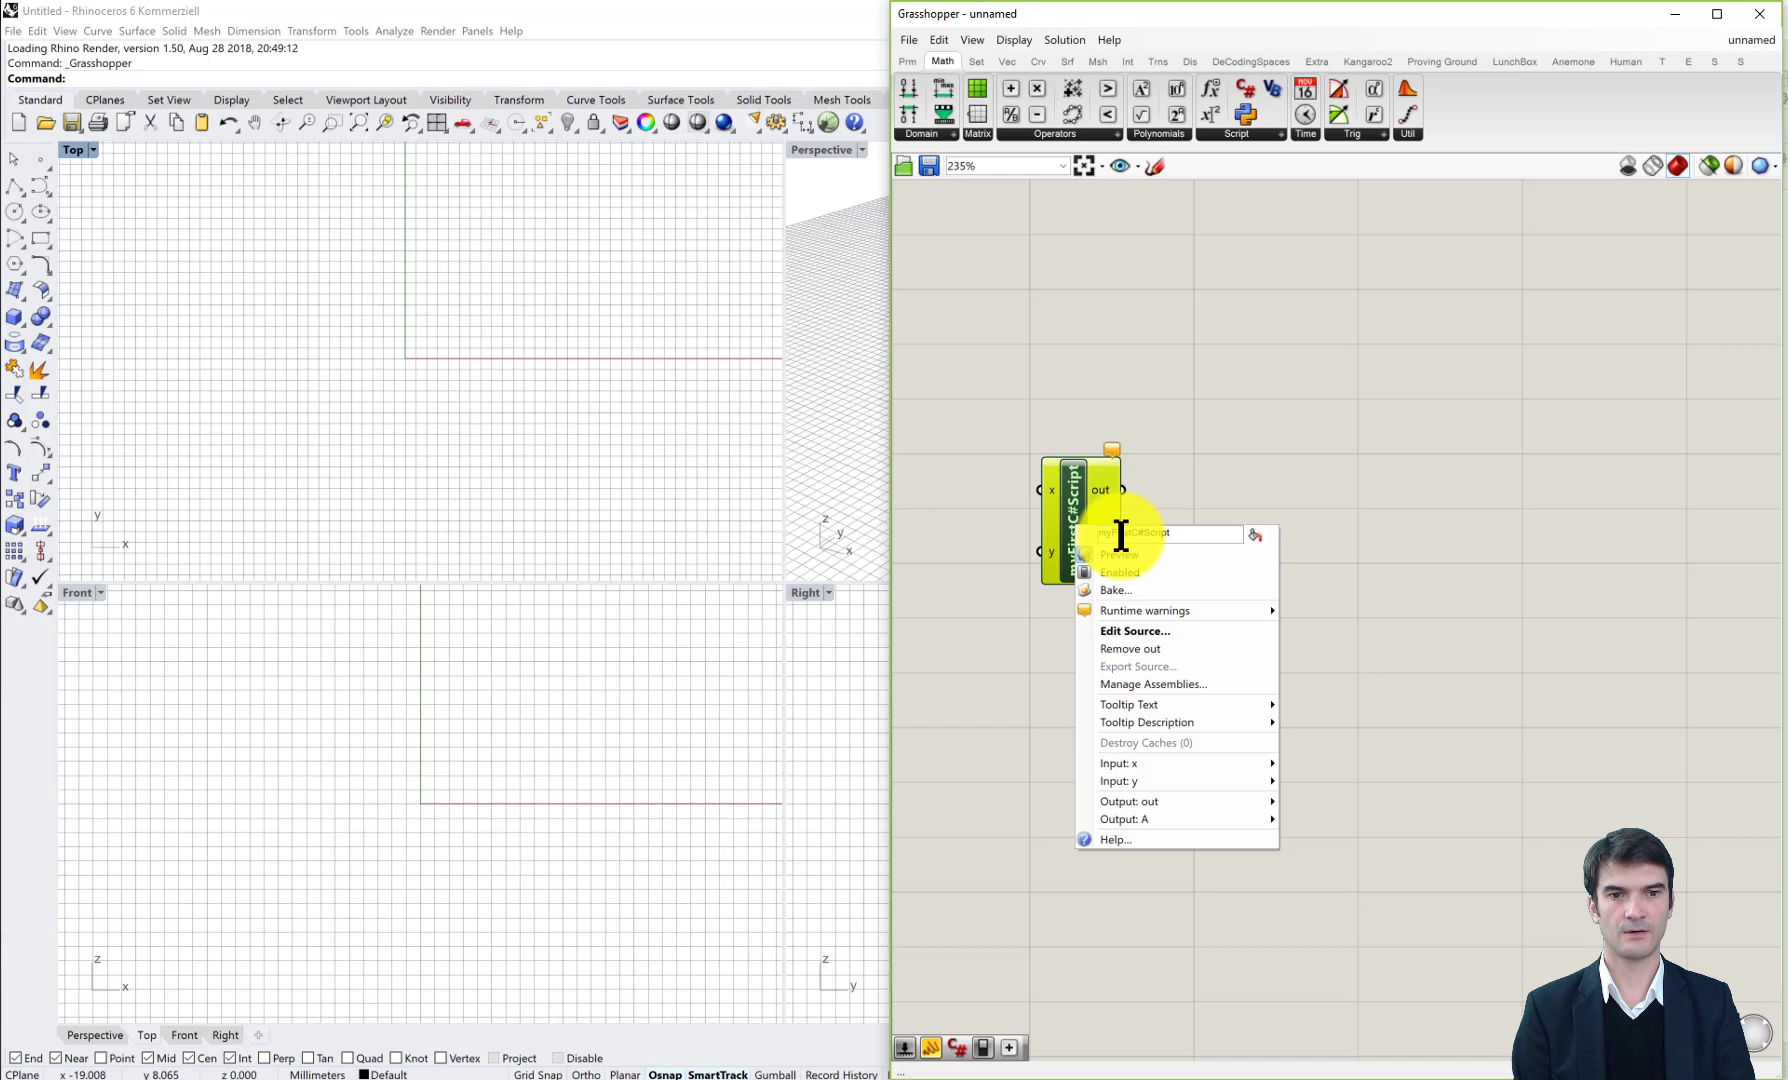 Untitled - Rhinoceros 6 Kommerziell
File Edit View Curve Surface Solid Mesh Dimension Transform Tools Analyze Render Panels Help
Loading Rhino Render, version 1.50, Aug 28 2018, 20:49:12
Command: _Grasshopper
Command:
Standard CPlanes Set View Display Select Viewport Layout Visibility Transform Curve Tools Surface Tools Solid Tools Mesh Tools
Top
Perspective
y
x
z
y
x
Front
Right
z
x
z
y
Perspective Top Front Right
End Near Point Mid Cen Int Perp Tan Quad Knot Vertex Project Disable
CPlane x -19.008 y 8.065 z 0.000 Millimeters Default Grid Snap Ortho Planar Osnap SmartTrack Gumball Record History
Grasshopper - unnamed
File Edit View Display Solution Help
unnamed
Prm Math Set Vec Crv Srf Msh Int Trns Dis DeCodingSpaces Extra Kangaroo2 Proving Ground LunchBox Anemone Human T E S S
Domain Matrix Operators Polynomials Script Time Trig Util
NOV
16
235%
x
out
y
myFirstC#Script
myFirstC#Script
Preview
Enabled
Bake...
Runtime warnings
Edit Source...
Remove out
Export Source...
Manage Assemblies...
Tooltip Text
Tooltip Description
Destroy Caches (0)
Input: x
Input: y
Output: out
Output: A
Help...
...